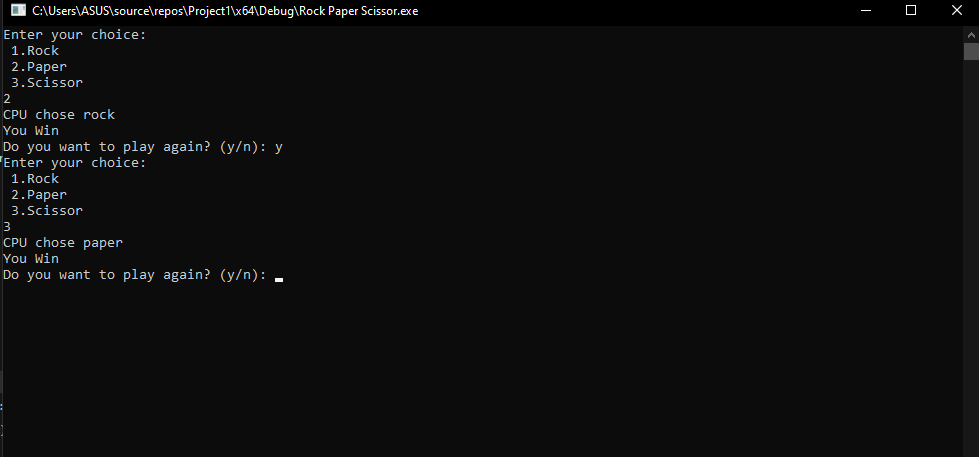 C:\Users\ASUS\source\repos\Project1\x64\Debug\Rock Paper Scissor.exe
Enter your choice:
 1.Rock
 2.Paper
 3.Scissor
2
CPU chose rock
You Win
Do you want to play again? (y/n): y
Enter your choice:
 1.Rock
 2.Paper
 3.Scissor
3
CPU chose paper
You Win
Do you want to play again? (y/n):